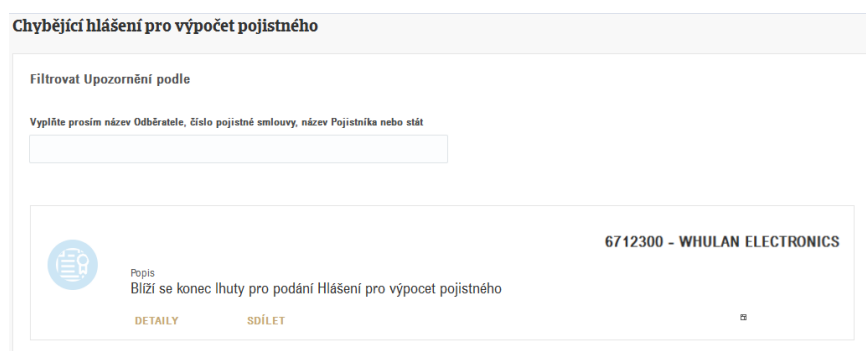 Chybějící hlášení pro výpočet pojistného
Filtrovat Upozornění podle
Vyplňte prosím název Odběratele, číslo pojistné smlouvy, název Pojistníka nebo stát
6712300 - WHULAN ELECTRONICS
Popis
Blíží se konec lhuty pro podání Hlášení pro výpocet pojistného
DETAILY SDÍLET